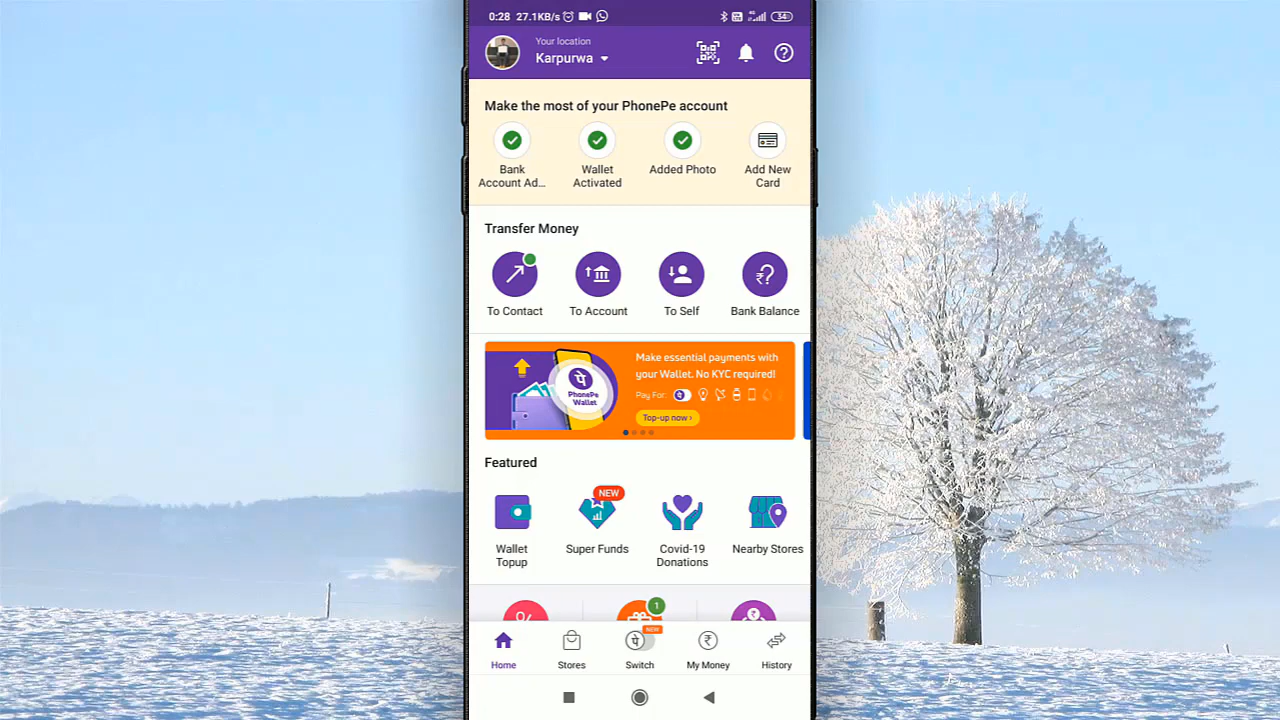 0:28 27.1KB/s 34
Your location
Karpurwa
Make the most of your PhonePe account
Bank
Account Ad...
Wallet
Activated
Added Photo
Add New
Card
Transfer Money
To Contact
To Account
To Self
Bank Balance
Make essential payments with
your Wallet. No KYC required!
Pay For:
Top-up now ›
पे
PhonePe
Wallet
Featured
NEW
Wallet
Topup
Super Funds
Covid-19
Donations
Nearby Stores
1
NEW
Home
Stores
Switch
My Money
History